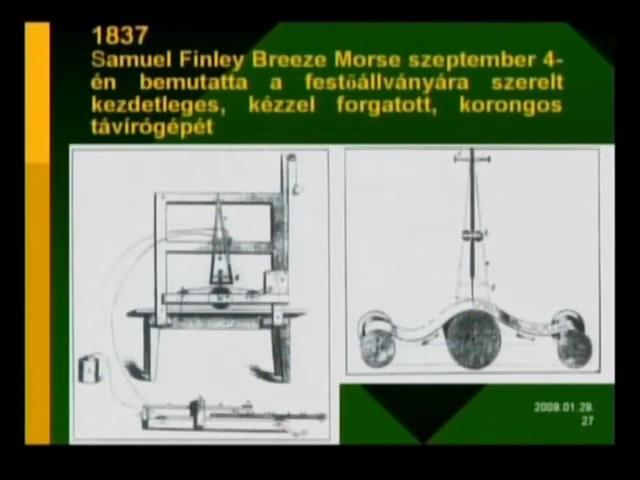 1837
Samuel Finley Breeze Morse szeptember 4-
én bemutatta a festőállványára szerelt
kezdetleges, kézzel forgatott, korongos
távírógépét
2009.01.29.
27